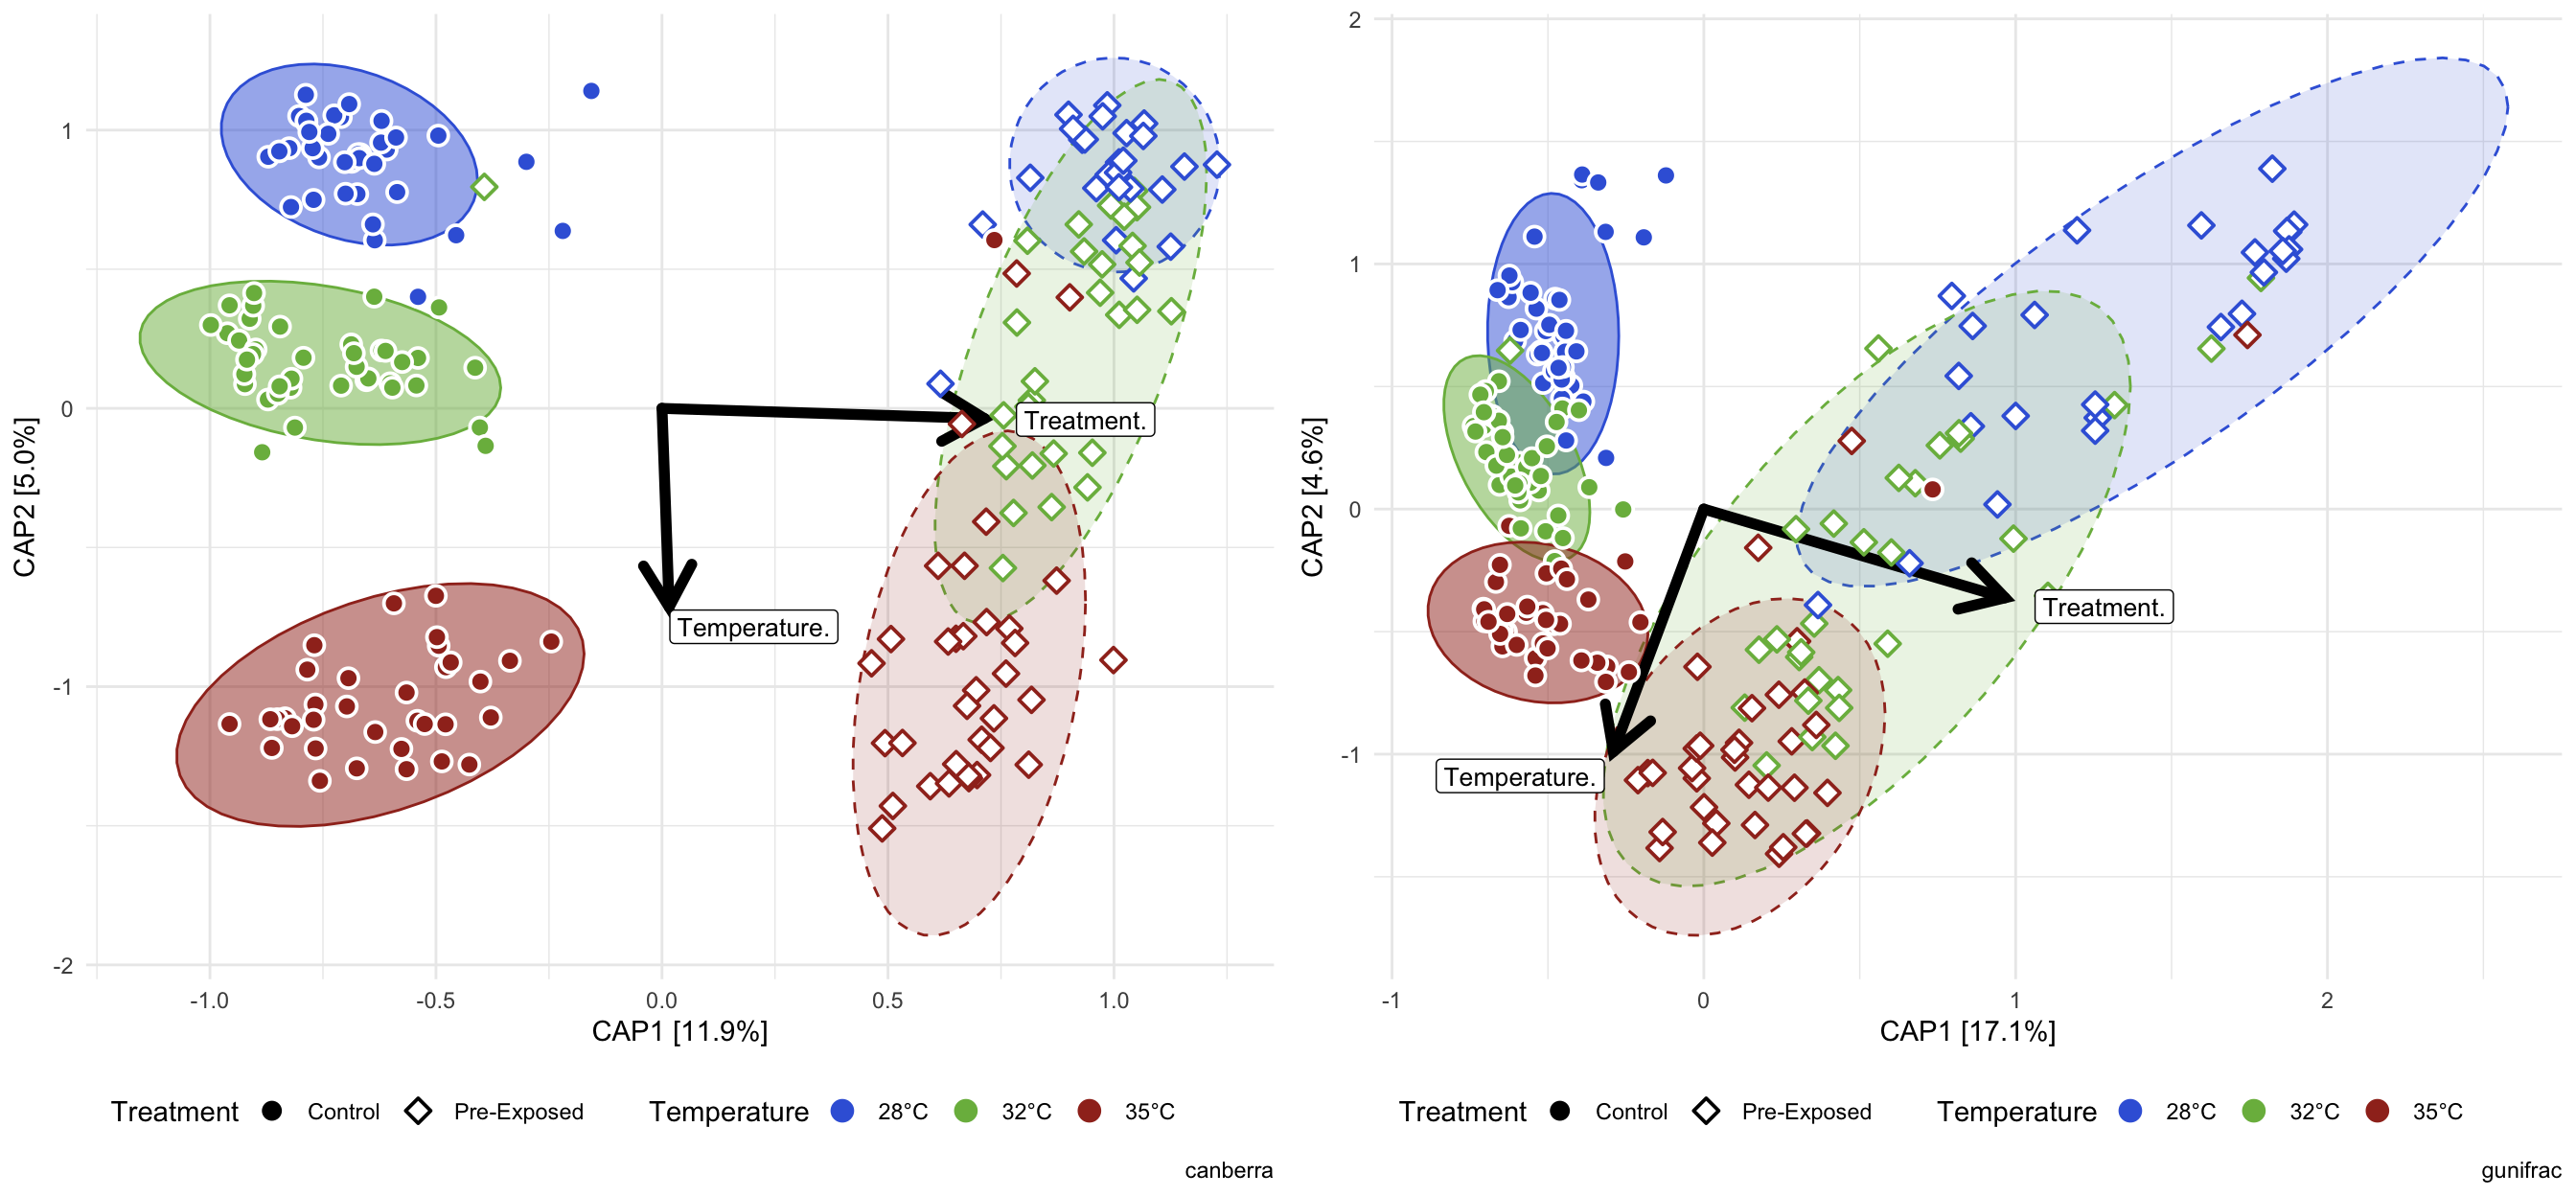 1
0
-1
-2
CAP2 [5.0%]
Treatment.
Temperature.
-1.0 -0.5 0.0 0.5 1.0
CAP1 [11.9%]
Treatment Control Pre-Exposed Temperature 28°C 32°C 35°C
canberra
2
1
0
-1
CAP2 [4.6%]
Treatment.
Temperature.
-1 0 1 2
CAP1 [17.1%]
Treatment Control Pre-Exposed Temperature 28°C 32°C 35°C
gunifrac